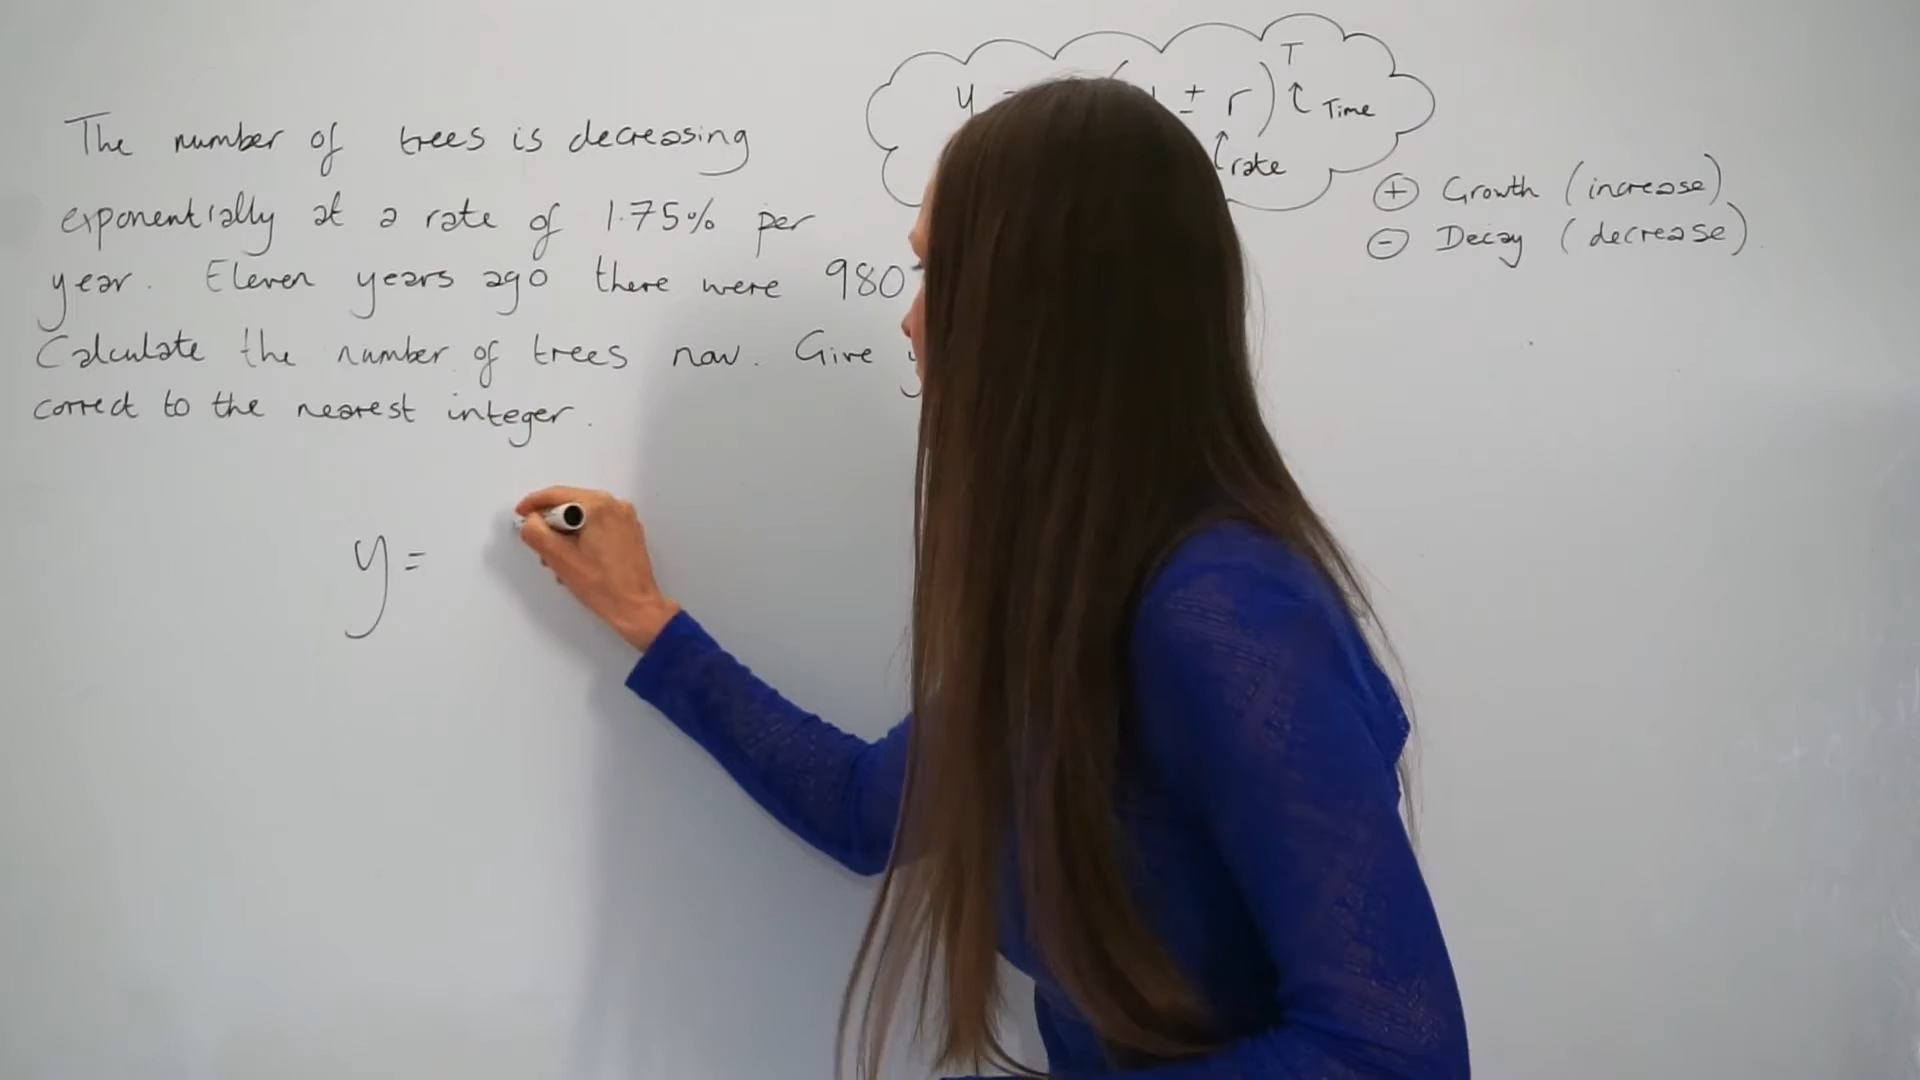 The number of trees is decreasing
exponentially at a rate of 1.75% per
year. Eleven years ago there were 980
Calculate the number of trees now. Give
correct to the nearest integer.
y =
y ± r ) T
Time
rate
+ Growth (increase)
- Decay (decrease)